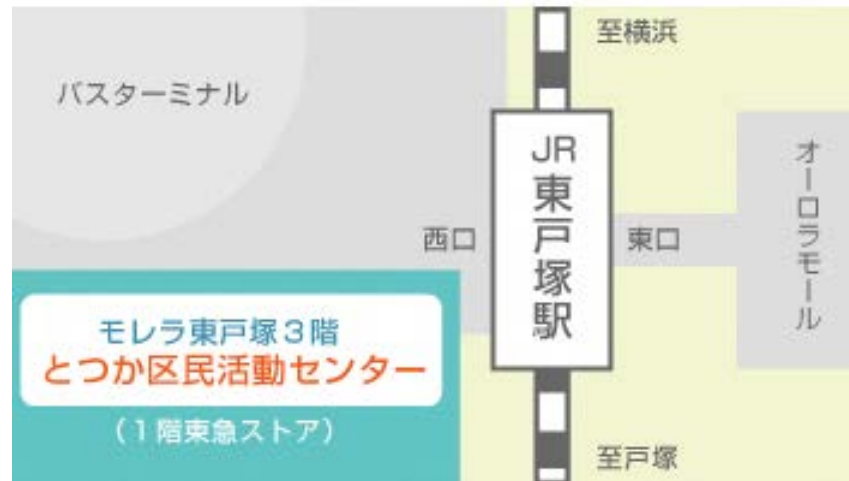 至横浜
バスターミナル
JR東戸塚駅
オーロラモール
西口
東口
モレラ東戸塚3階
とつか区民活動センター
(1階東急ストア)
至戸塚